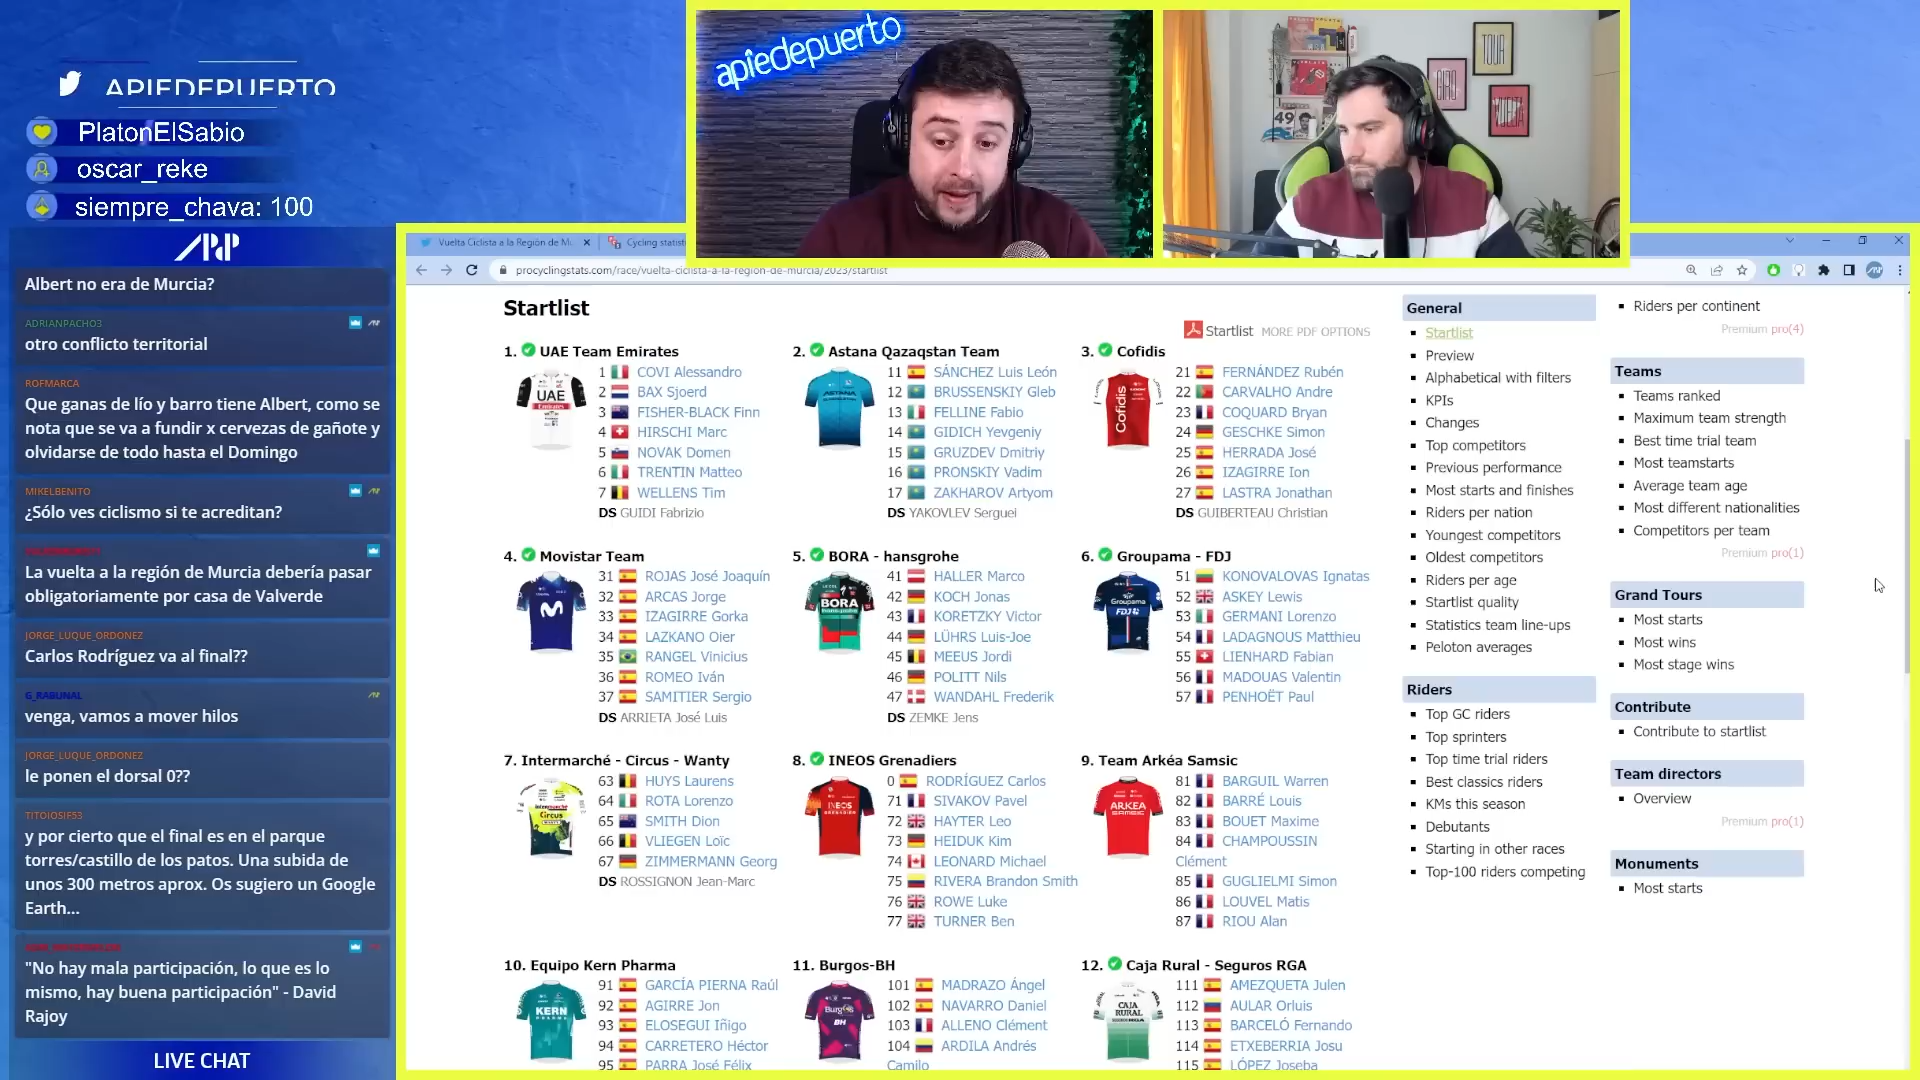 APIEDEPUERTO
PlatonElSabio
oscar_reke
siempre_chava: 100
Albert no era de Murcia?
ADRIANPACHO3
otro conflicto territorial
ROFMARCA
Que ganas de lío y barro tiene Albert, como se
nota que se va a fundir x cervezas de gañote y
olvidarse de todo hasta el Domingo
MIKELBENITO
¿Sólo ves ciclismo si te acreditan?
La vuelta a la región de Murcia debería pasar
obligatoriamente por casa de Valverde
JORGE_LUQUE_ORDONEZ
Carlos Rodríguez va al final??
G_RABUNAL
venga, vamos a mover hilos
JORGE_LUQUE_ORDONEZ
le ponen el dorsal 0??
TITOIOSIF53
y por cierto que el final es en el parque
torres/castillo de los patos. Una subida de
unos 300 metros aprox. Os sugiero un Google
Earth...
"No hay mala participación, lo que es lo
mismo, hay buena participación" - David
Rajoy
LIVE CHAT
apiedepuerto
TOUR
GIRO
VUELTA
49
Vuelta Ciclista a la Región de Mu
Cycling statist
procyclingstats.com/race/vuelta-ciclista-a-la-region-de-murcia/2023/startlist
Startlist
Startlist MORE PDF OPTIONS
1. UAE Team Emirates
1 COVI Alessandro
2 BAX Sjoerd
3 FISHER-BLACK Finn
4 HIRSCHI Marc
5 NOVAK Domen
6 TRENTIN Matteo
7 WELLENS Tim
DS GUIDI Fabrizio
2. Astana Qazaqstan Team
11 SÁNCHEZ Luis León
12 BRUSSENSKIY Gleb
13 FELLINE Fabio
14 GIDICH Yevgeniy
15 GRUZDEV Dmitriy
16 PRONSKIY Vadim
17 ZAKHAROV Artyom
DS YAKOVLEV Serguei
3. Cofidis
21 FERNÁNDEZ Rubén
22 CARVALHO Andre
23 COQUARD Bryan
24 GESCHKE Simon
25 HERRADA José
26 IZAGIRRE Ion
27 LASTRA Jonathan
DS GUIBERTEAU Christian
4. Movistar Team
31 ROJAS José Joaquín
32 ARCAS Jorge
33 IZAGIRRE Gorka
34 LAZKANO Oier
35 RANGEL Vinicius
36 ROMEO Iván
37 SAMITIER Sergio
DS ARRIETA José Luis
5. BORA - hansgrohe
41 HALLER Marco
42 KOCH Jonas
43 KORETZKY Victor
44 LÜHRS Luis-Joe
45 MEEUS Jordi
46 POLITT Nils
47 WANDAHL Frederik
DS ZEMKE Jens
6. Groupama - FDJ
51 KONOVALOVAS Ignatas
52 ASKEY Lewis
53 GERMANI Lorenzo
54 LADAGNOUS Matthieu
55 LIENHARD Fabian
56 MADOUAS Valentin
57 PENHOËT Paul
7. Intermarché - Circus - Wanty
63 HUYS Laurens
64 ROTA Lorenzo
65 SMITH Dion
66 VLIEGEN Loïc
67 ZIMMERMANN Georg
DS ROSSIGNON Jean-Marc
8. INEOS Grenadiers
0 RODRÍGUEZ Carlos
71 SIVAKOV Pavel
72 HAYTER Leo
73 HEIDUK Kim
74 LEONARD Michael
75 RIVERA Brandon Smith
76 ROWE Luke
77 TURNER Ben
9. Team Arkéa Samsic
81 BARGUIL Warren
82 BARRÉ Louis
83 BOUET Maxime
84 CHAMPOUSSIN
Clément
85 GUGLIELMI Simon
86 LOUVEL Matis
87 RIOU Alan
10. Equipo Kern Pharma
91 GARCÍA PIERNA Raúl
92 AGIRRE Jon
93 ELOSEGUI Iñigo
94 CARRETERO Héctor
95 PARRA José Félix
11. Burgos-BH
101 MADRAZO Ángel
102 NAVARRO Daniel
103 ALLENO Clément
104 ARDILA Andrés
Camilo
12. Caja Rural - Seguros RGA
111 AMEZQUETA Julen
112 AULAR Orluis
113 BARCELÓ Fernando
114 ETXEBERRIA Josu
115 LÓPEZ Joseba
General
Startlist
Preview
Alphabetical with filters
KPIs
Changes
Top competitors
Previous performance
Most starts and finishes
Riders per nation
Youngest competitors
Oldest competitors
Riders per age
Startlist quality
Statistics team line-ups
Peloton averages
Riders
Top GC riders
Top sprinters
Top time trial riders
Best classics riders
KMs this season
Debutants
Starting in other races
Top-100 riders competing
Riders per continent
Premium pro(4)
Teams
Teams ranked
Maximum team strength
Best time trial team
Most teamstarts
Average team age
Most different nationalities
Competitors per team
Premium pro(1)
Grand Tours
Most starts
Most wins
Most stage wins
Contribute
Contribute to startlist
Team directors
Overview
Premium pro(1)
Monuments
Most starts